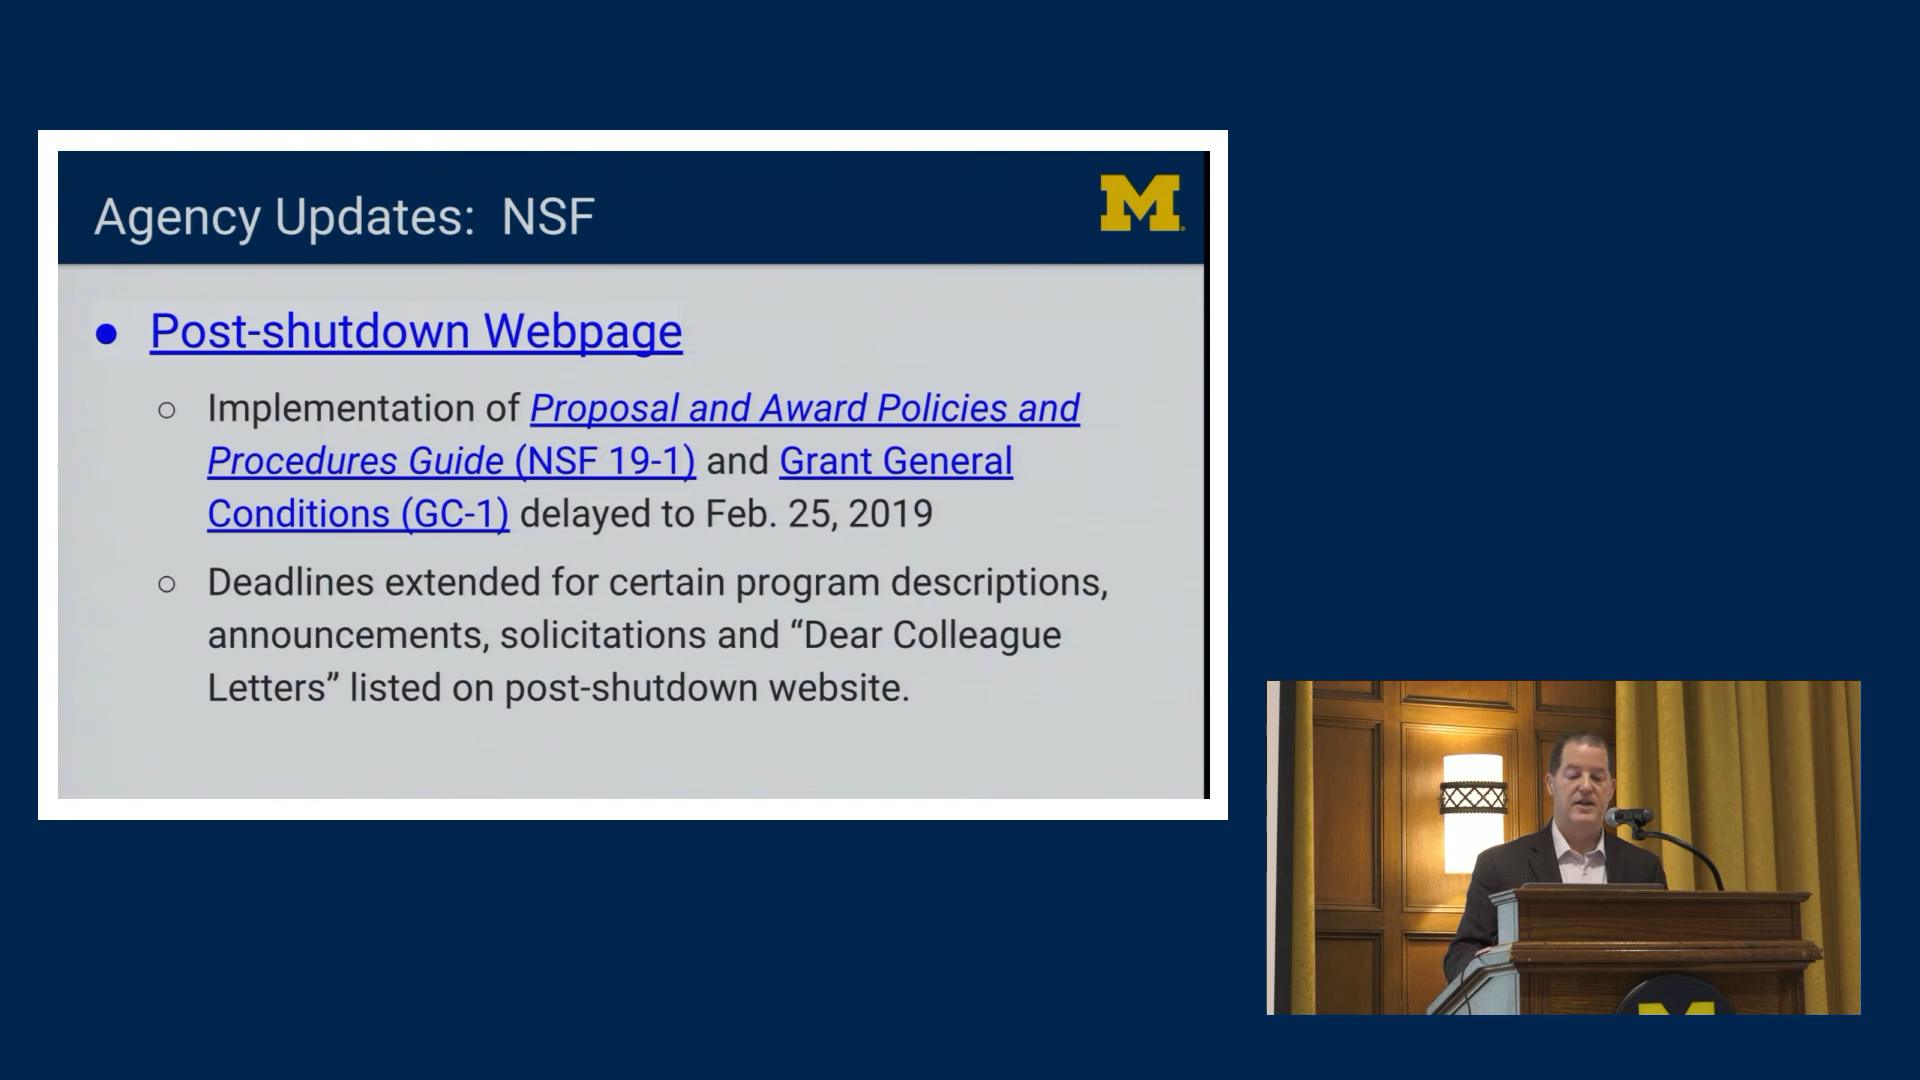 Agency Updates: NSF
M
● Post-shutdown Webpage
○ Implementation of Proposal and Award Policies and
Procedures Guide (NSF 19-1) and Grant General
Conditions (GC-1) delayed to Feb. 25, 2019
○ Deadlines extended for certain program descriptions,
announcements, solicitations and “Dear Colleague
Letters” listed on post-shutdown website.
M